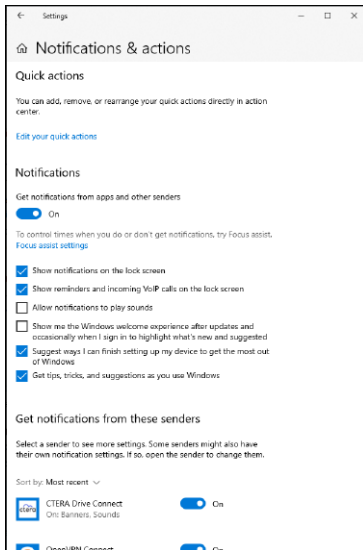 Settings
Notifications & actions
Quick actions
You can add, remove, or rearrange your quick actions directly in action
center.
Edit your quick actions
Notifications
Get notifications from apps and other senders
On
To control times when you do or don't get notifications, try Focus assist.
Focus assist settings
Show notifications on the lock screen
Show reminders and incoming VoIP calls on the lock screen
Allow notifications to play sounds
Show me the Windows welcome experience after updates and
occasionally when I sign in to highlight what's new and suggested
Suggest ways I can finish setting up my device to get the most out
of Windows
Get tips, tricks, and suggestions as you use Windows
Get notifications from these senders
Select a sender to see more settings. Some senders might also have
their own notification settings. If so, open the sender to change them.
Sort by: Most recent
ctera
CTERA Drive Connect
On
On: Banners, Sounds
OpenVPN Connect
On